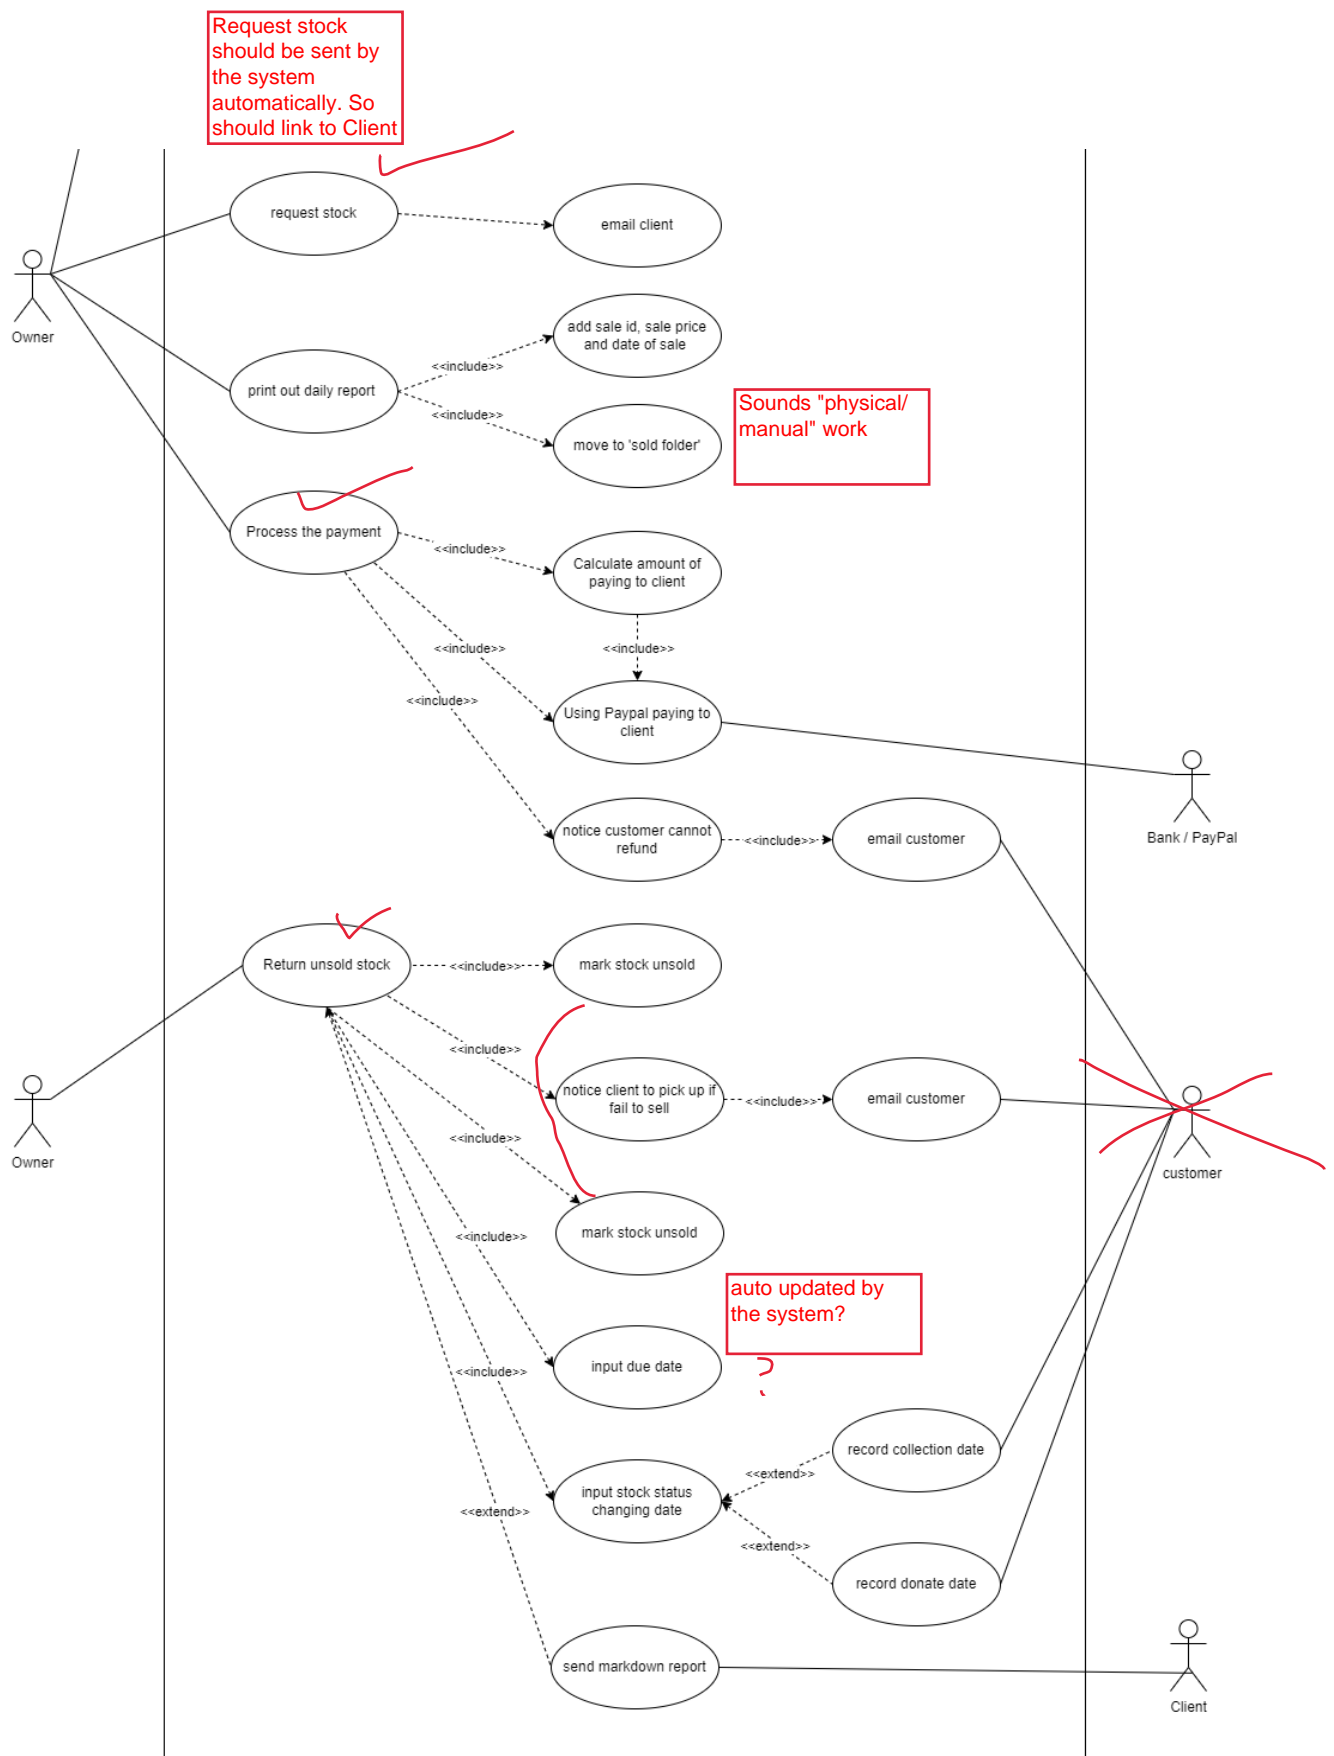 Request stock
should be sent by
the system
automatically. So
should link to Client
request stock
email client
Owner
add sale id, sale price
and date of sale
<<include>>
print out daily report
<<include>>
move to 'sold folder'
Sounds "physical/
manual" work
Process the payment
<<include>>
Calculate amount of
paying to client
<<include>>
<<include>>
<<include>>
Using Paypal paying to
client
Bank / PayPal
notice customer cannot
refund
<<include>>
email customer
Return unsold stock
<<include>>
mark stock unsold
<<include>>
notice client to pick up if
fail to sell
<<include>>
email customer
Owner
customer
<<include>>
mark stock unsold
<<include>>
auto updated by
the system?
?
input due date
<<include>>
record collection date
<<extend>>
input stock status
changing date
<<extend>>
<<extend>>
record donate date
send markdown report
Client